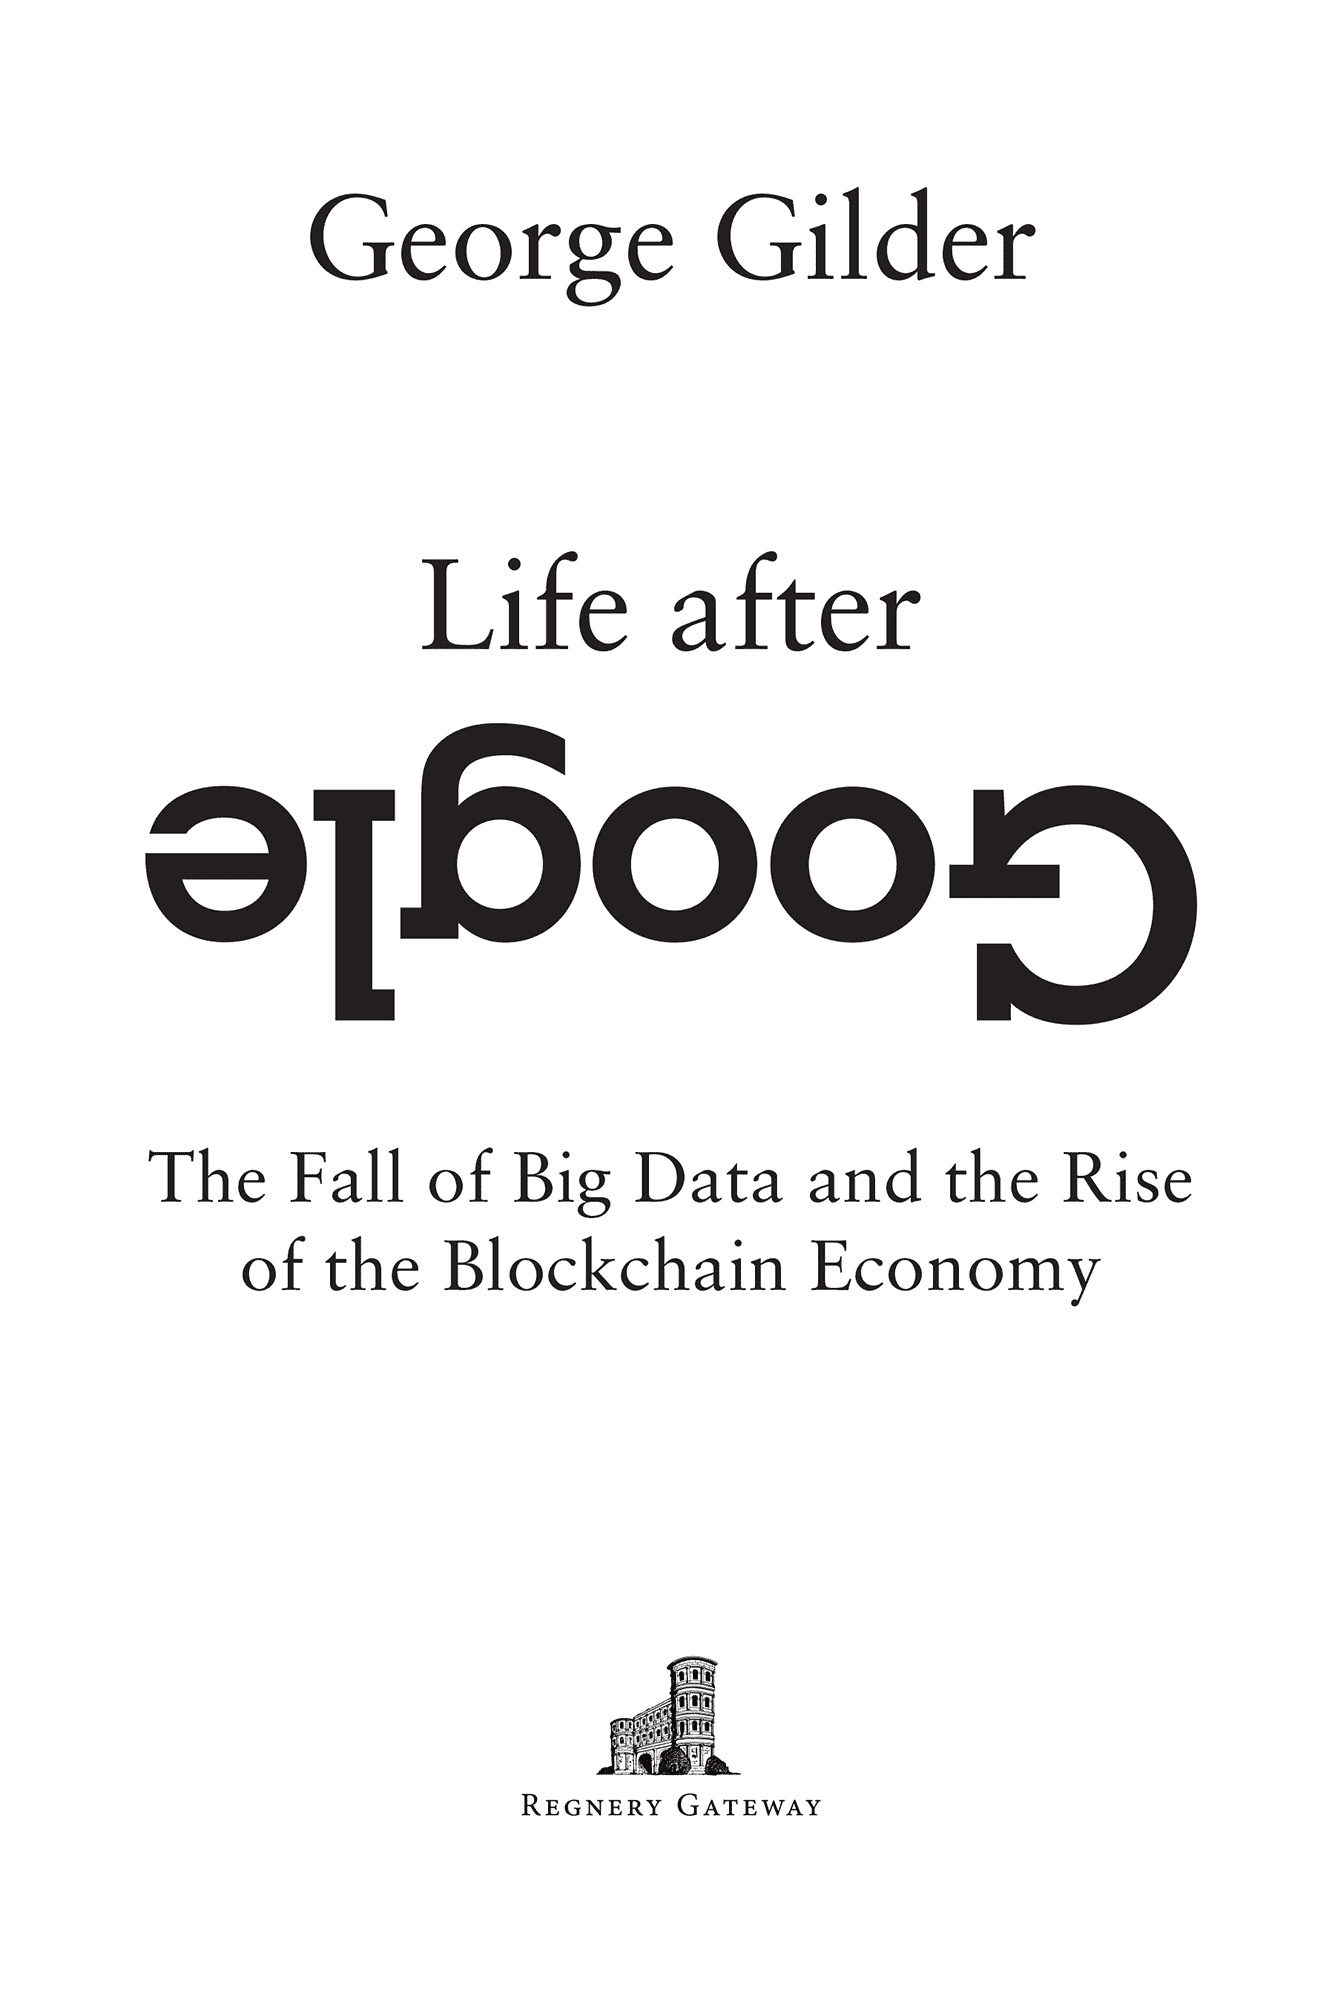 George Gilder
Life after
Google
The Fall of Big Data and the Rise
of the Blockchain Economy
Regnery Gateway